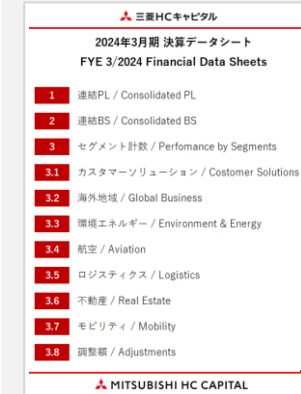 三菱HCキャピタル
2024年3月期 決算データシート
FYE 3/2024 Financial Data Sheets
1 連結PL / Consolidated PL
2 連結BS / Consolidated BS
3 セグメント計数 / Perfomance by Segments
3.1 カスタマーソリューション / Costomer Solutions
3.2 海外地域 / Global Business
3.3 環境エネルギー / Environment & Energy
3.4 航空 / Aviation
3.5 ロジスティクス / Logistics
3.6 不動産 / Real Estate
3.7 モビリティ / Mobility
3.8 調整額 / Adjustments
MITSUBISHI HC CAPITAL